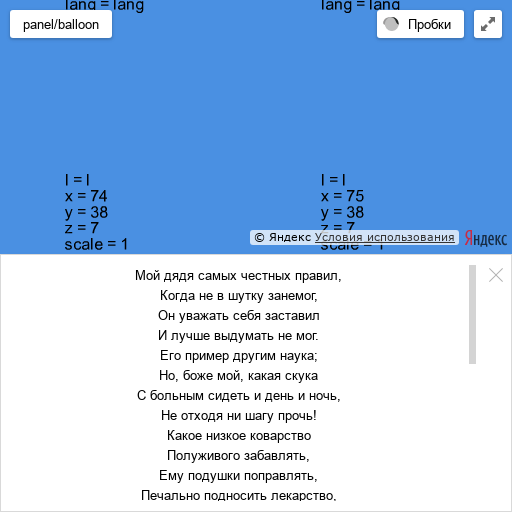 lang = lang
lang = lang
panel/balloon
Пробки
l = l
x = 74
y = 38
z = 7
scale = 1
l = l
x = 75
y = 38
z = 7
scale = 1
© Яндекс Условия использования
Яндекс
Мой дядя самых честных правил,
Когда не в шутку занемог,
Он уважать себя заставил
И лучше выдумать не мог.
Его пример другим наука;
Но, боже мой, какая скука
С больным сидеть и день и ночь,
Не отходя ни шагу прочь!
Какое низкое коварство
Полуживого забавлять,
Ему подушки поправлять,
Печально подносить лекарство,